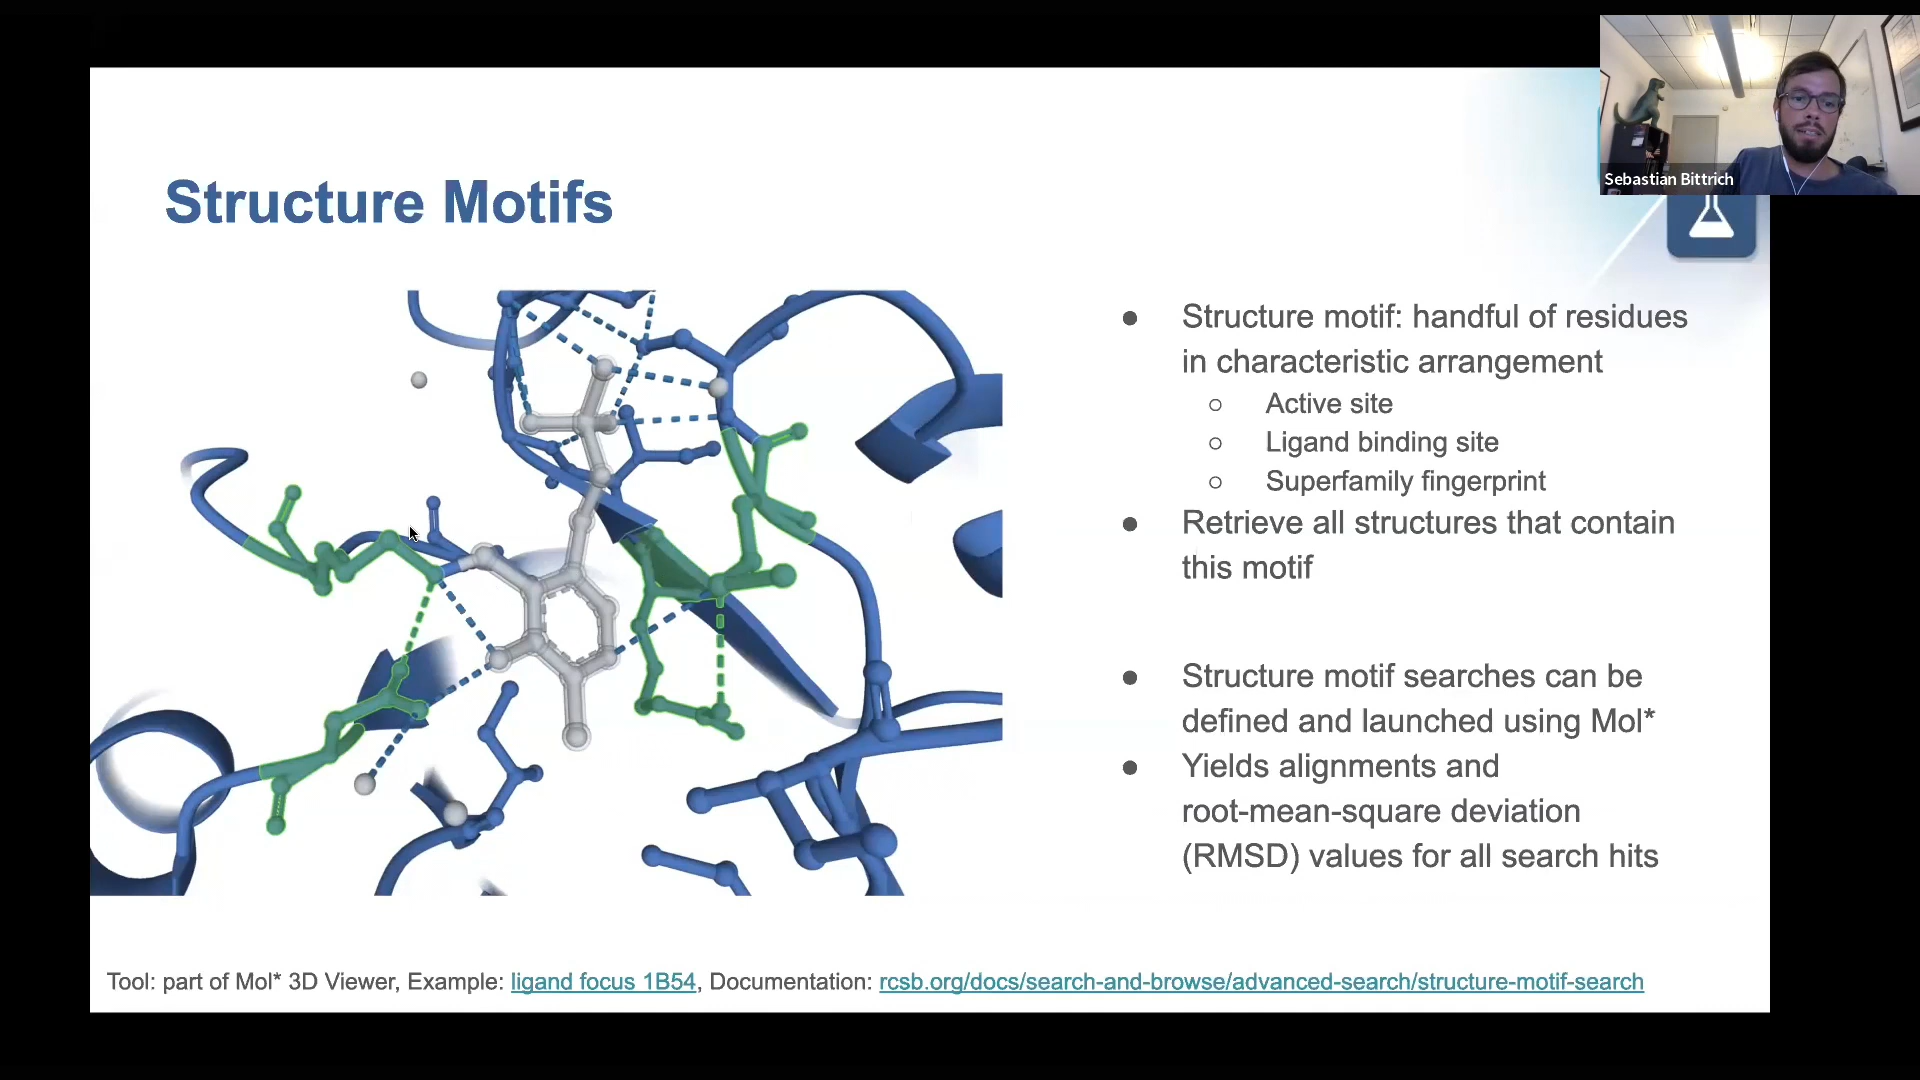 Sebastian Bittrich
Structure Motifs
● Structure motif: handful of residues
in characteristic arrangement
○ Active site
○ Ligand binding site
○ Superfamily fingerprint
● Retrieve all structures that contain
this motif
● Structure motif searches can be
defined and launched using Mol*
● Yields alignments and
root-mean-square deviation
(RMSD) values for all search hits
Tool: part of Mol* 3D Viewer, Example: ligand focus 1B54, Documentation: rcsb.org/docs/search-and-browse/advanced-search/structure-motif-search